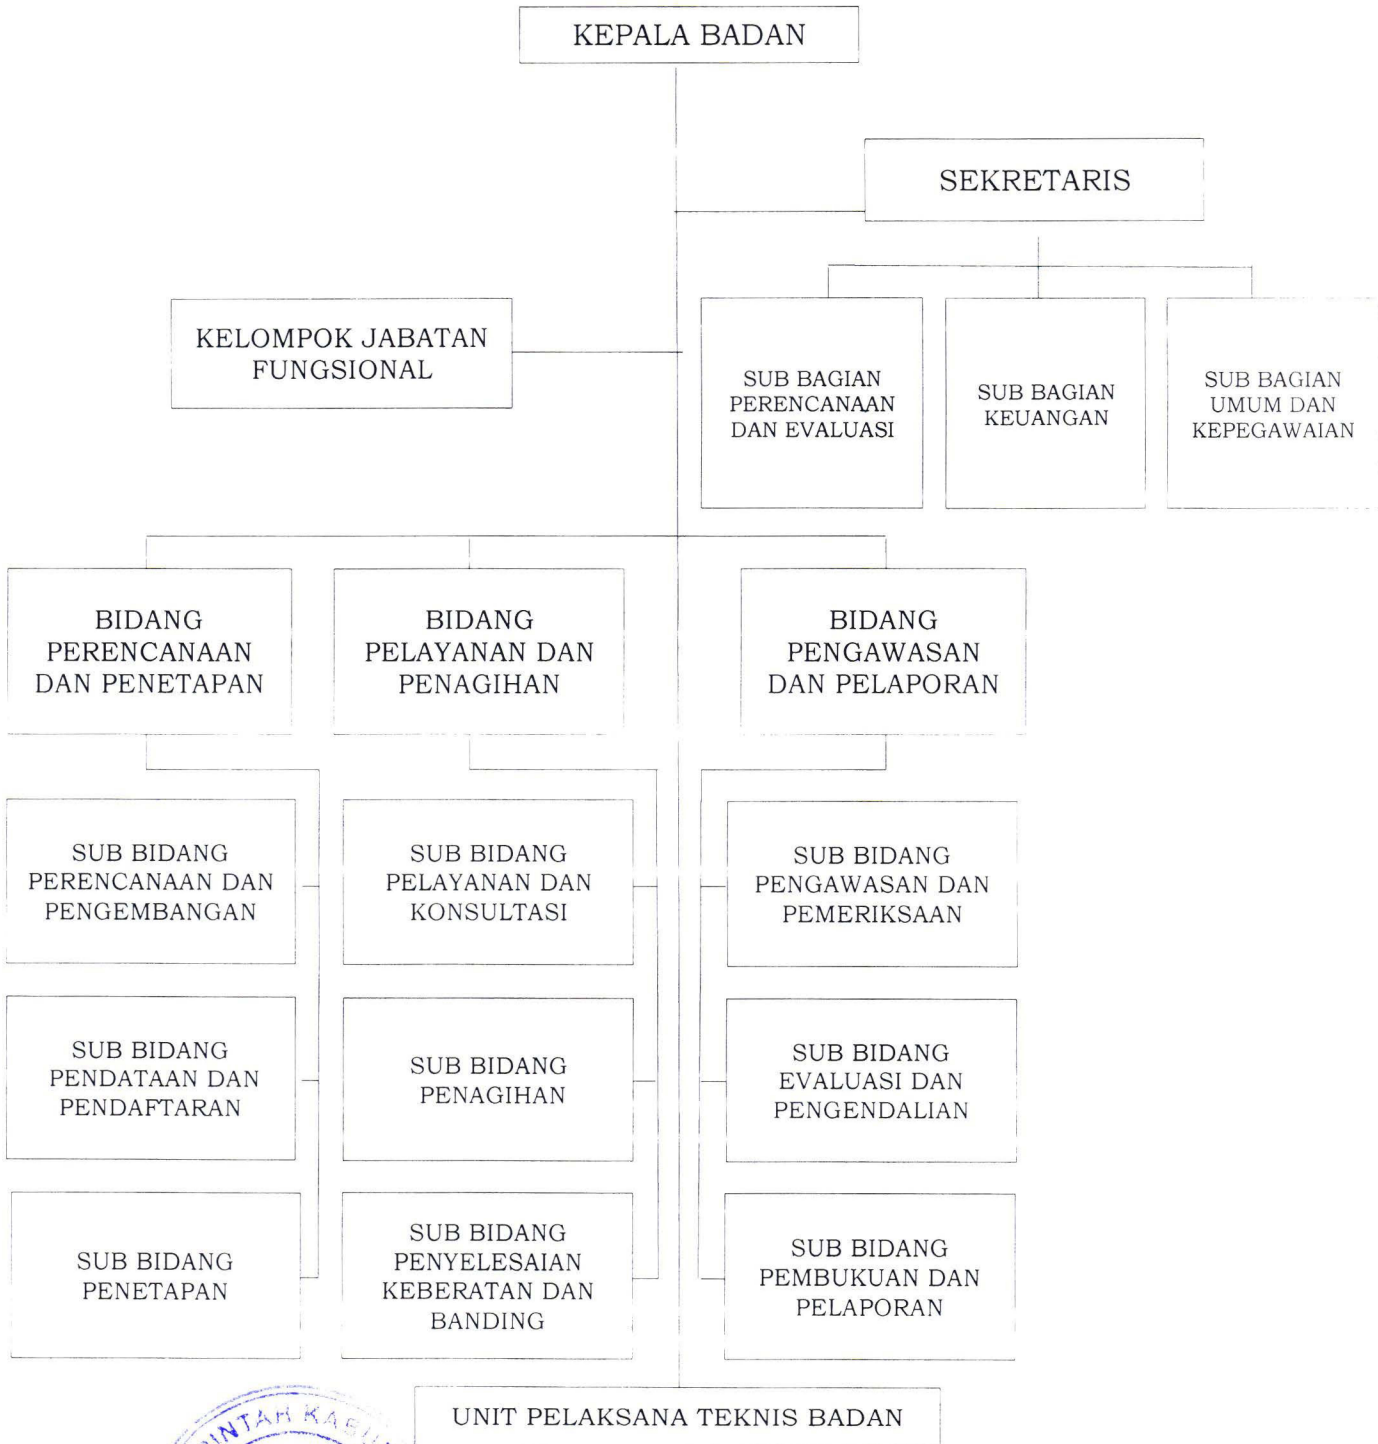 KEPALA BADAN
SEKRETARIS
KELOMPOK JABATAN
FUNGSIONAL
SUB BAGIAN
PERENCANAAN
DAN EVALUASI
SUB BAGIAN
KEUANGAN
SUB BAGIAN
UMUM DAN
KEPEGAWAIAN
BIDANG
PERENCANAAN
DAN PENETAPAN
BIDANG
PELAYANAN DAN
PENAGIHAN
BIDANG
PENGAWASAN
DAN PELAPORAN
SUB BIDANG
PERENCANAAN DAN
PENGEMBANGAN
SUB BIDANG
PELAYANAN DAN
KONSULTASI
SUB BIDANG
PENGAWASAN DAN
PEMERIKSAAN
SUB BIDANG
PENDATAAN DAN
PENDAFTARAN
SUB BIDANG
PENAGIHAN
SUB BIDANG
EVALUASI DAN
PENGENDALIAN
SUB BIDANG
PENETAPAN
SUB BIDANG
PENYELESAIAN
KEBERATAN DAN
BANDING
SUB BIDANG
PEMBUKUAN DAN
PELAPORAN
UNIT PELAKSANA TEKNIS BADAN